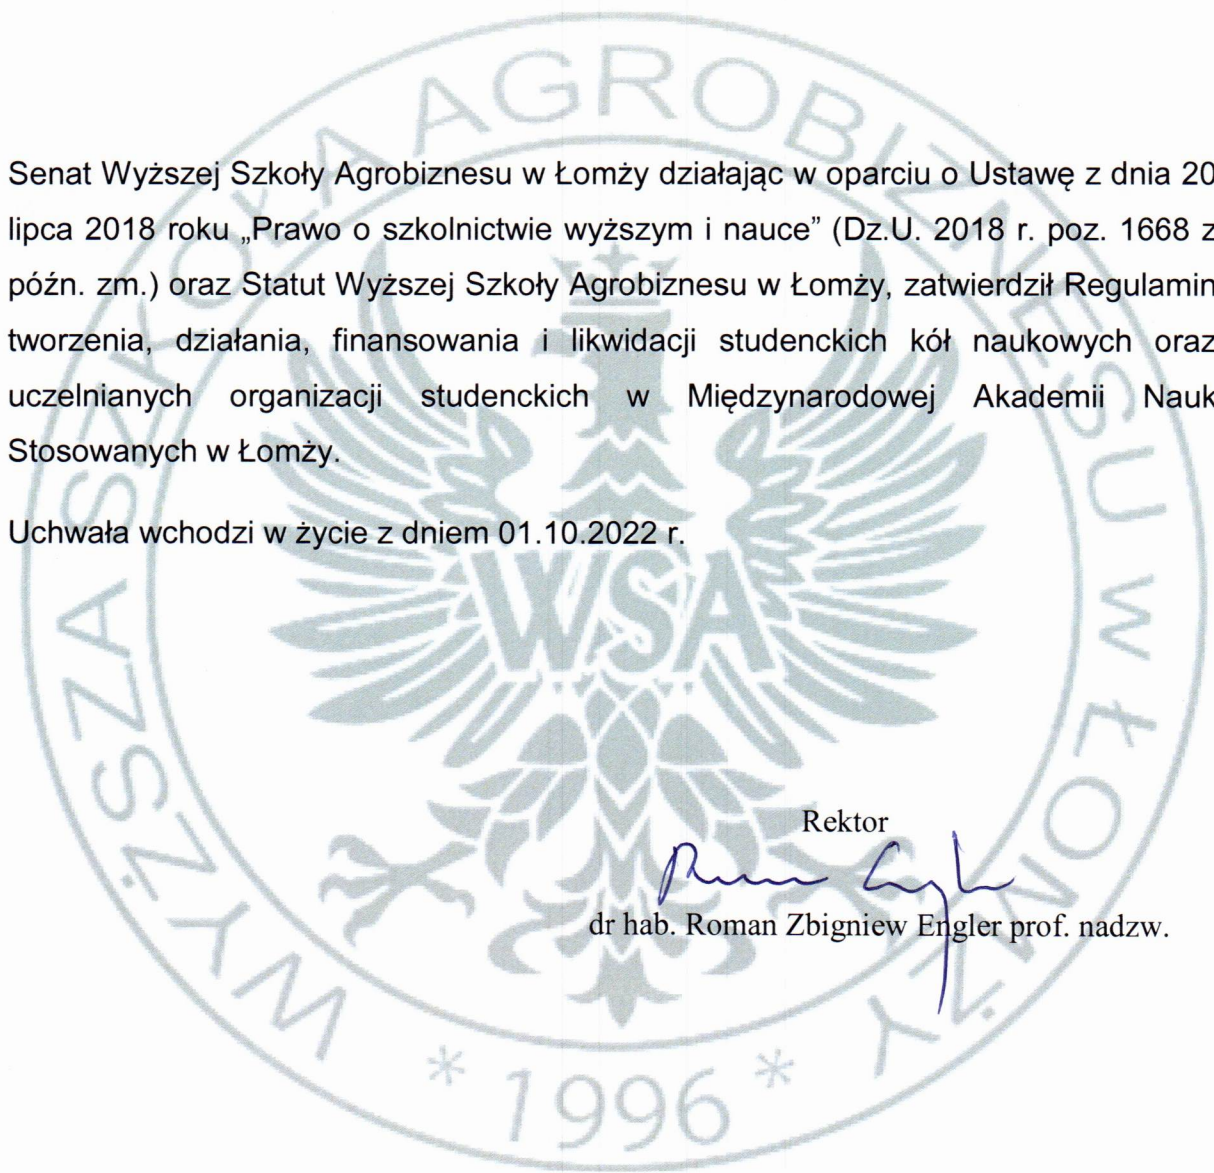 WYŻSZA SZKOŁA AGROBIZNESU W ŁOMŻY
Senat Wyższej Szkoły Agrobiznesu w Łomży działając w oparciu o Ustawę z dnia 20
lipca 2018 roku „Prawo o szkolnictwie wyższym i nauce” (Dz.U. 2018 r. poz. 1668 z
późn. zm.) oraz Statut Wyższej Szkoły Agrobiznesu w Łomży, zatwierdził Regulamin
tworzenia, działania, finansowania i likwidacji studenckich kół naukowych oraz
uczelnianych organizacji studenckich w Międzynarodowej Akademii Nauk
Stosowanych w Łomży.
Uchwała wchodzi w życie z dniem 01.10.2022 r.
WSA
Rektor
dr hab. Roman Zbigniew Engler prof. nadzw.
* 1996 *